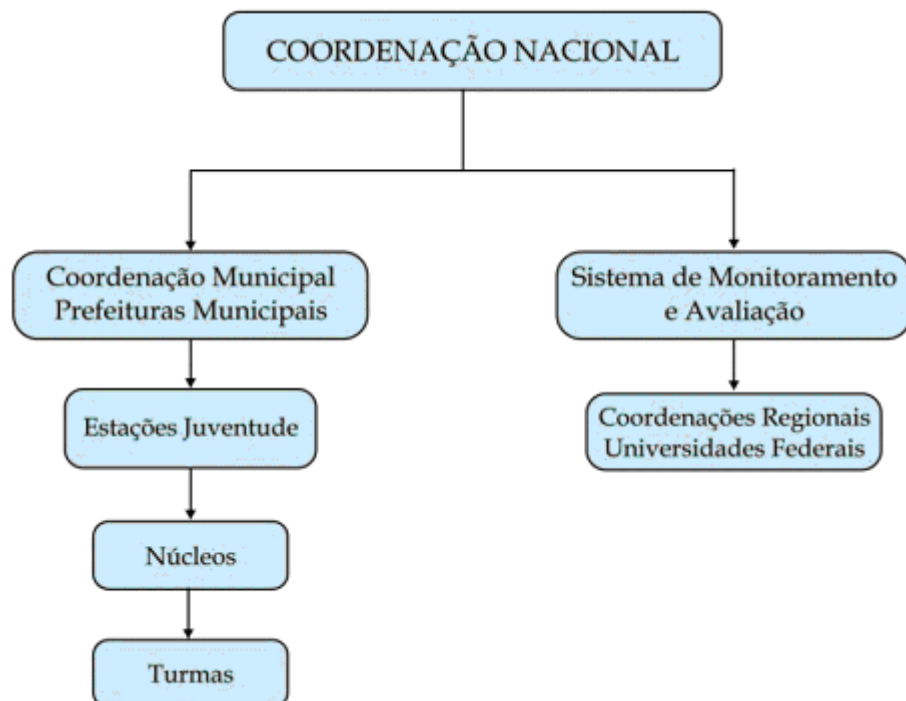 COORDENAÇÃO NACIONAL
Coordenação Municipal
Prefeituras Municipais
Sistema de Monitoramento
e Avaliação
Estações Juventude
Coordenações Regionais
Universidades Federais
Núcleos
Turmas